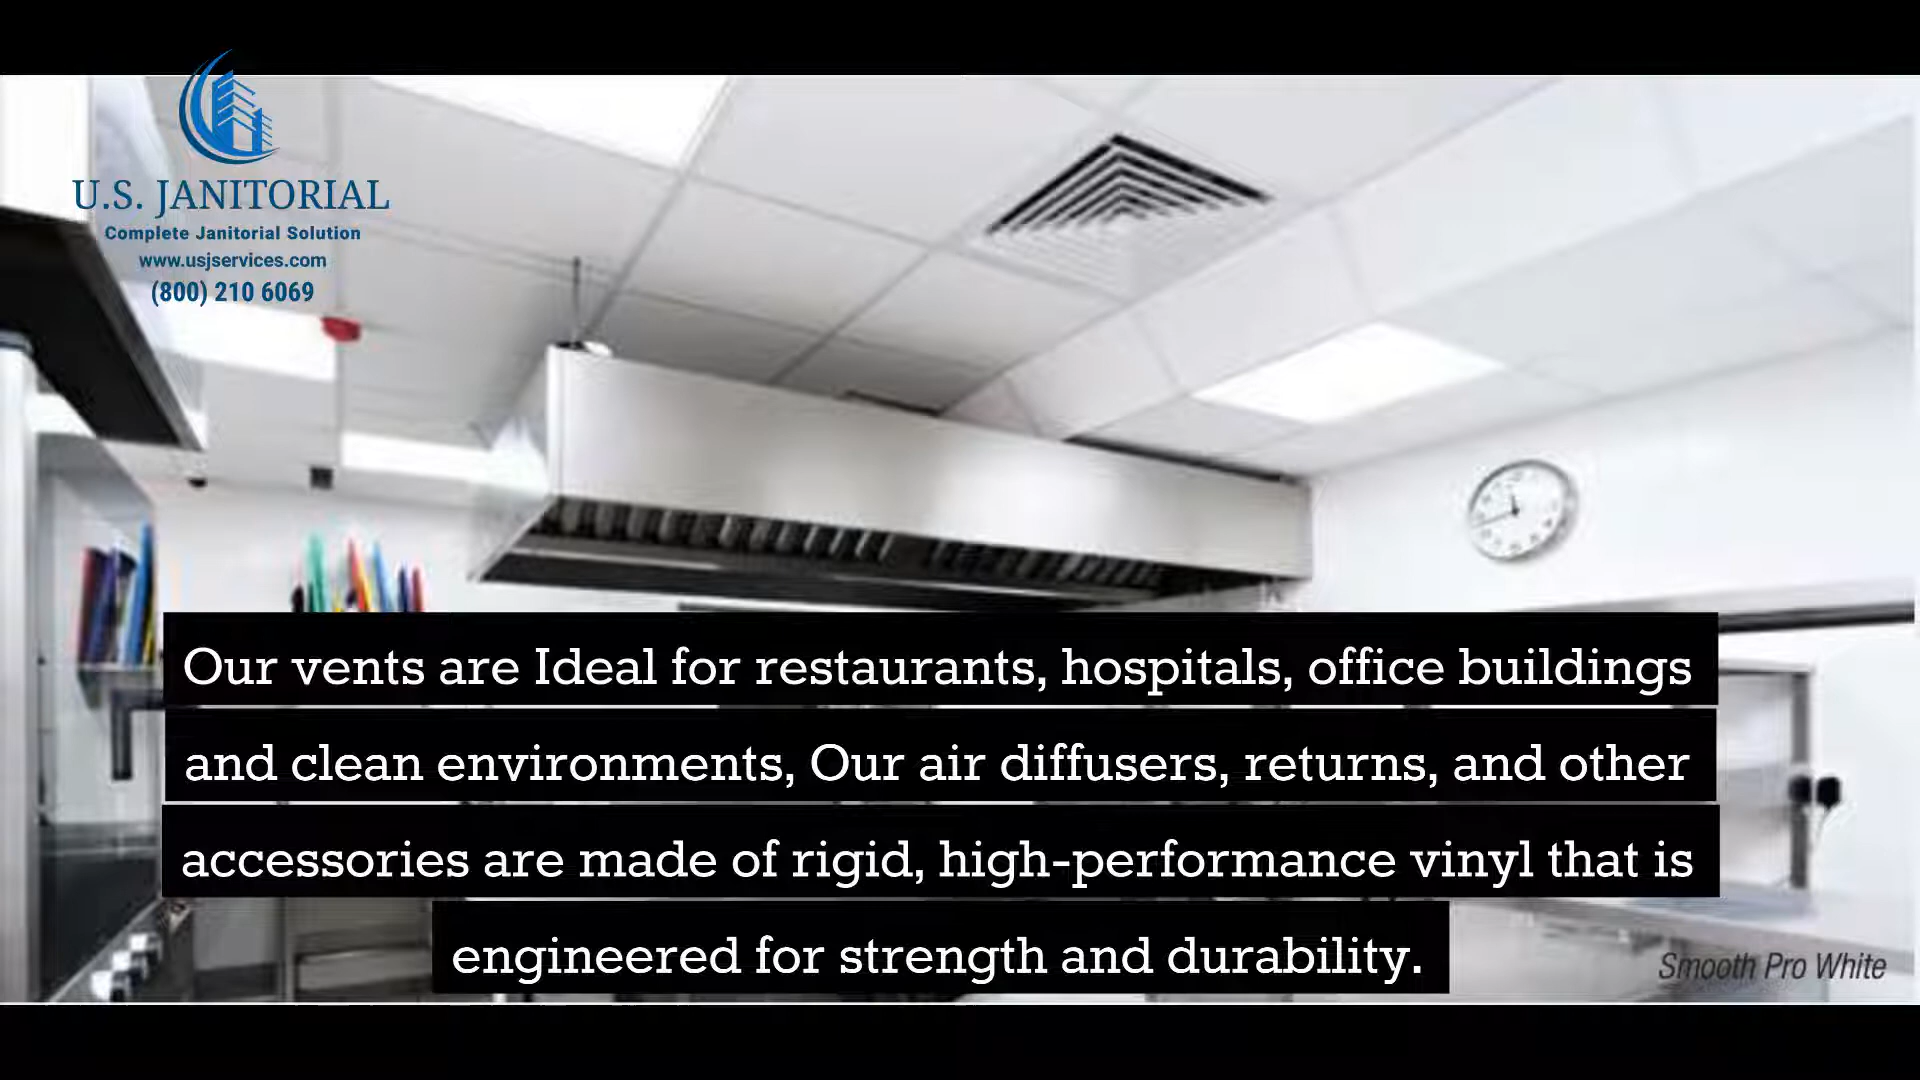 U.S. JANITORIAL
Complete Janitorial Solution
www.usjservices.com
(800) 210 6069
Our vents are Ideal for restaurants, hospitals, office buildings
and clean environments, Our air diffusers, returns, and other
accessories are made of rigid, high-performance vinyl that is
engineered for strength and durability.
Smooth Pro White